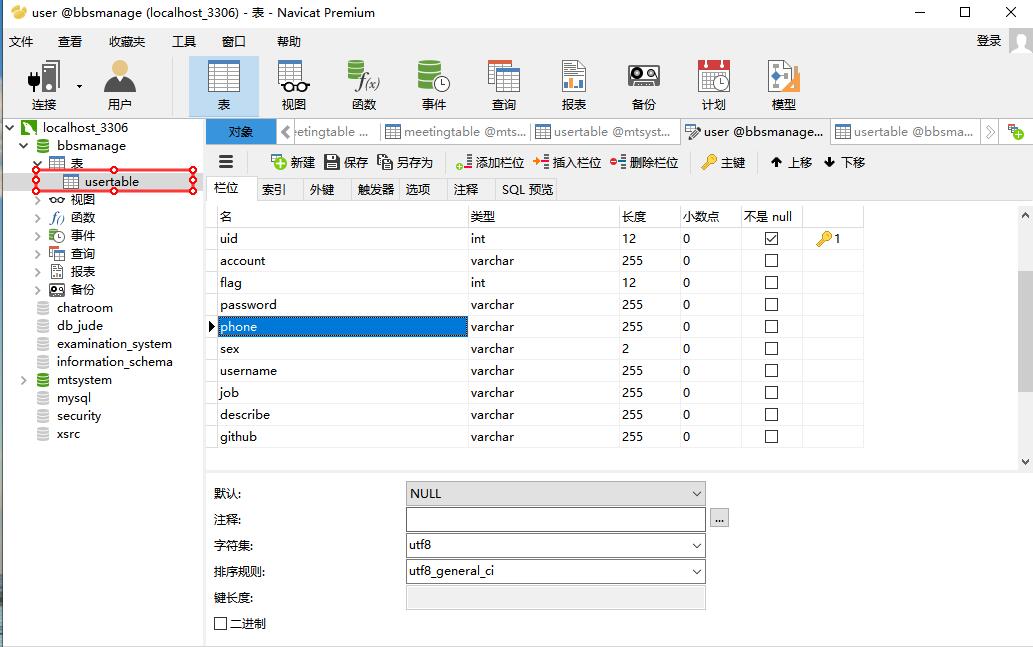 user @bbsmanage (localhost_3306) - 表 - Navicat Premium
文件 查看 收藏夹 工具 窗口 帮助 登录
连接 用户 表 视图 函数 事件 查询 报表 备份 计划 模型
localhost_3306
bbsmanage
表
usertable
视图
函数
事件
查询
报表
备份
chatroom
db_jude
examination_system
information_schema
mtsystem
mysql
security
xsrc
对象 eetingtable ... meetingtable @mts... usertable @mtsyst... user @bbsmanage... usertable @bbsma...
新建 保存 另存为 添加栏位 插入栏位 删除栏位 主键 上移 下移
栏位 索引 外键 触发器 选项 注释 SQL 预览
名 类型 长度 小数点 不是 null
uid int 12 0 1
account varchar 255 0
flag int 12 0
password varchar 255 0
phone varchar 255 0
sex varchar 2 0
username varchar 255 0
job varchar 255 0
describe varchar 255 0
github varchar 255 0
默认: NULL
注释: ...
字符集: utf8
排序规则: utf8_general_ci
键长度:
二进制